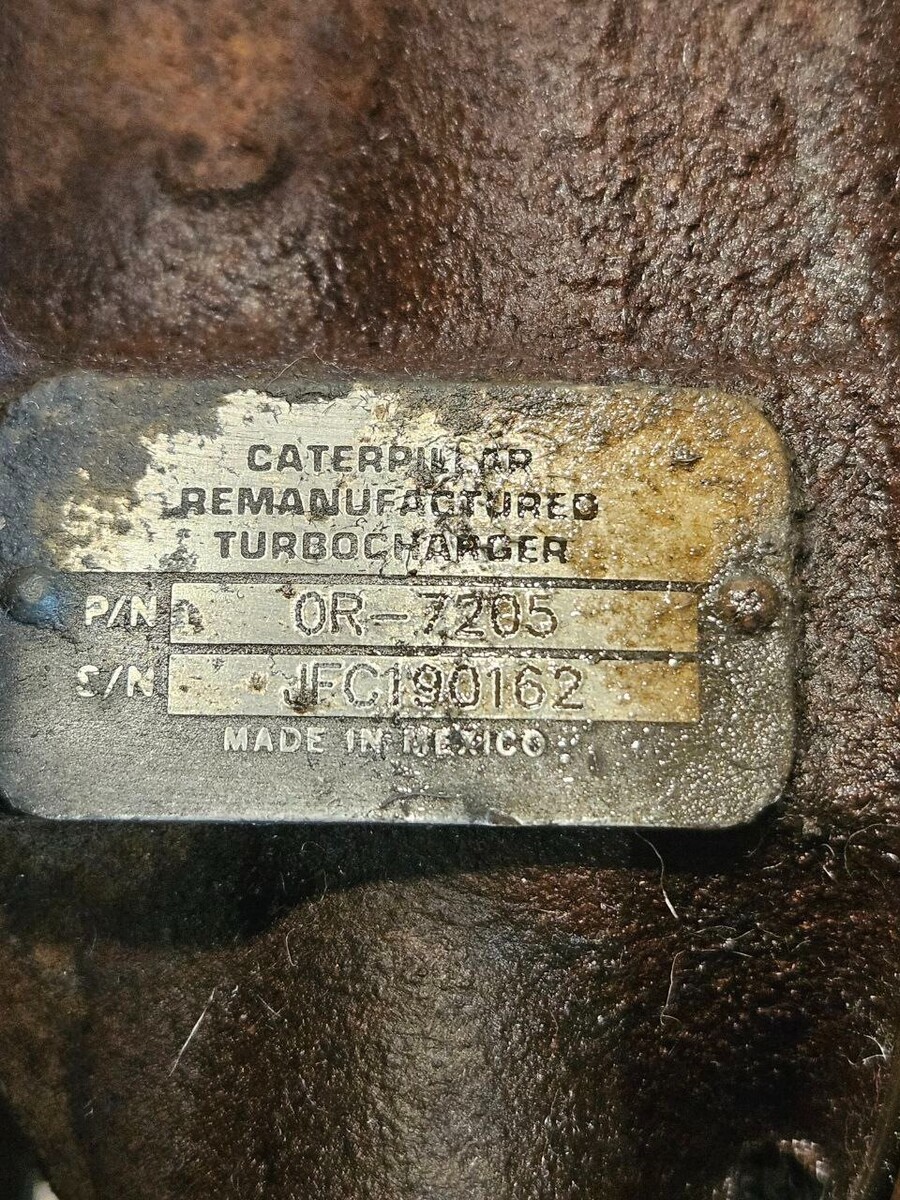 CATERPILLAR
REMANUFACTURED
TURBOCHARGER
P/N 0R-7205
S/N JFC190162
MADE IN MEXICO